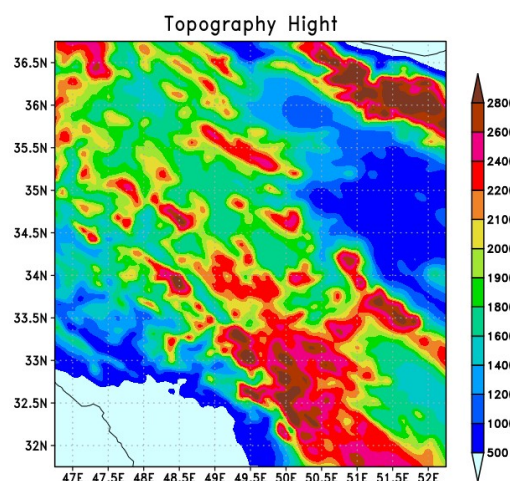 Topography Hight
36.5N
36N
35.5N
35N
34.5N
34N
33.5N
33N
32.5N
32N
47E
47.5E
48E
48.5E
49E
49.5E
50E
50.5E
51E
51.5E
52E
2800
2600
2400
2200
2100
2000
1900
1800
1600
1400
1200
1000
500